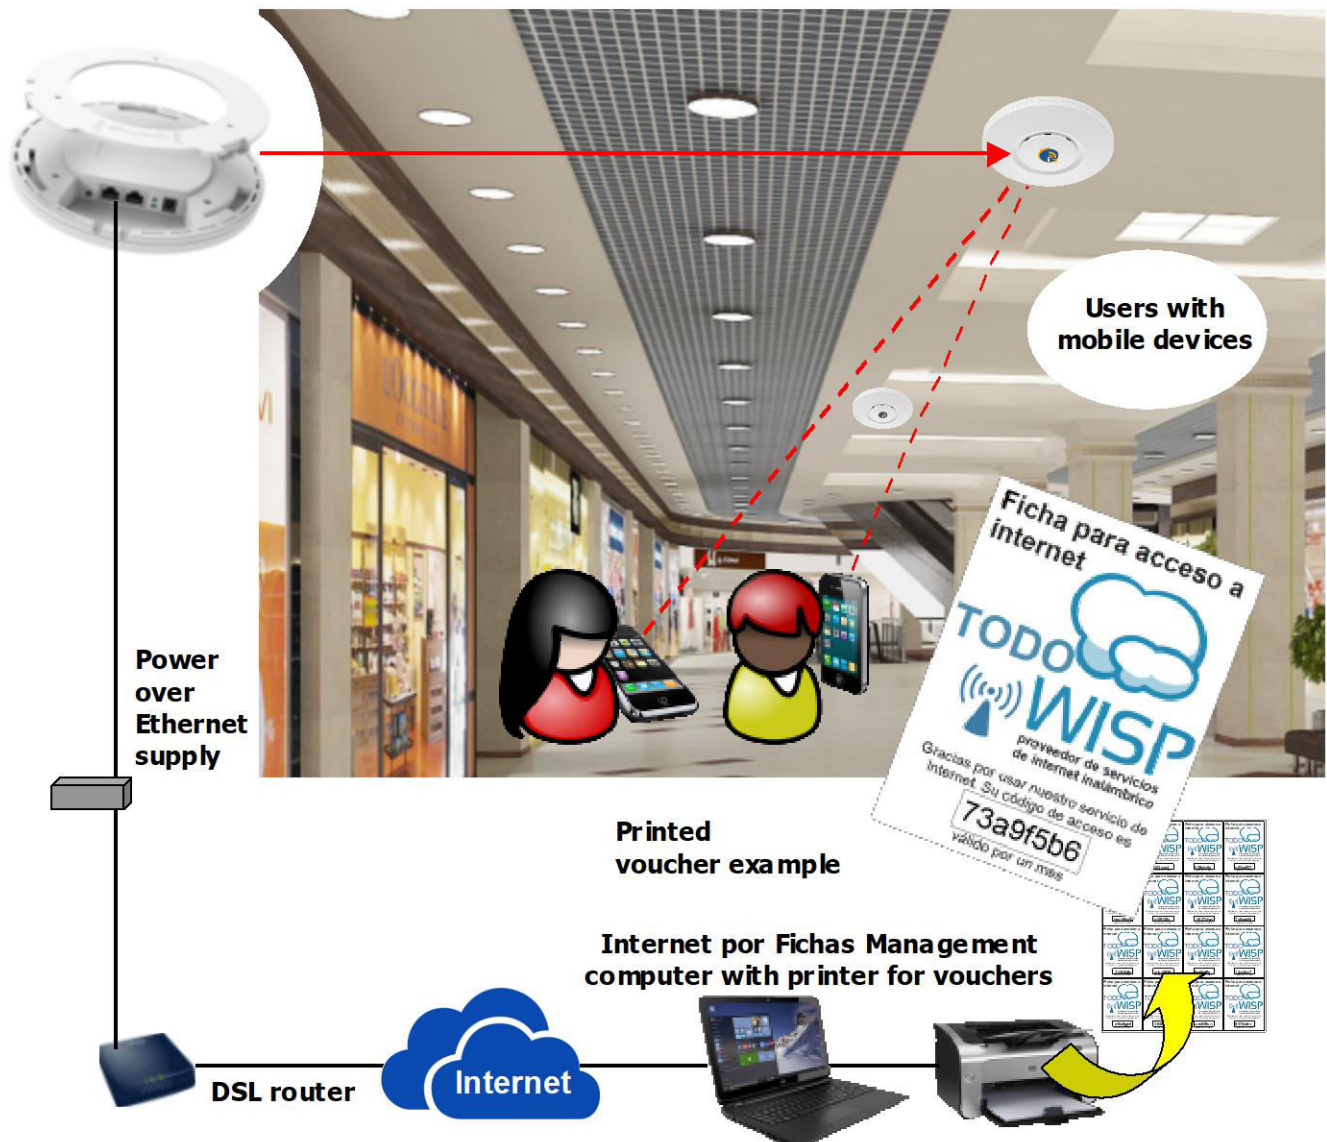 Users with
mobile devices
L'OCCITANE
Ficha para acceso a
internet
TODO
WISP
proveedor de servicios
de internet inalámbrico
Gracias por usar nuestro servicio de
Internet. Su código de acceso es
73a9f5b6
válido por un mes
Power
over
Ethernet
supply
Printed
voucher example
Internet por Fichas Management
computer with printer for vouchers
DSL router
Internet